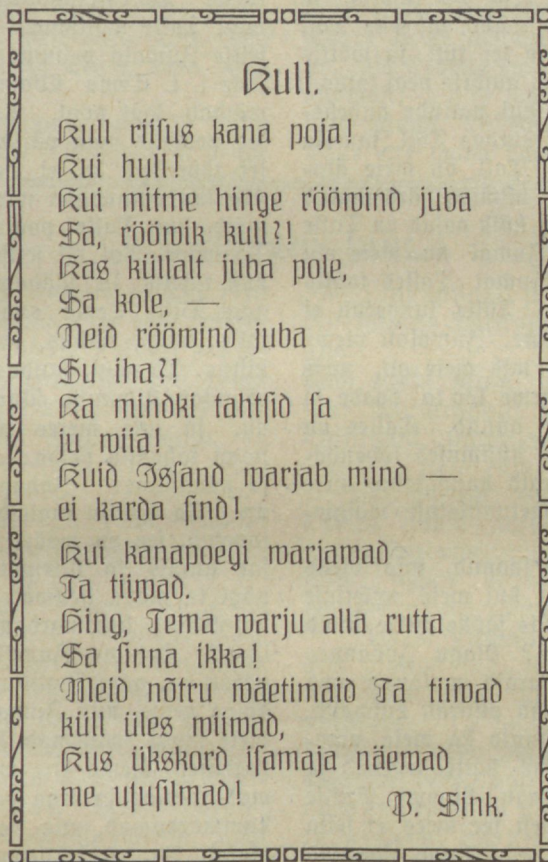 Kull.
Kull riisus kana poja!
Kui hull!
Kui mitme hinge rööwind juba
Sa, rööwik kull?!
Kas küllalt juba pole,
Sa kole, —
Neid rööwind juba
Su iha?!
Ka mindki tahtsid sa
ju wiia!
Kuid Issand warjab mind —
ei karda sind!
Kui kanapoegi warjawad
Ta tiiwad.
Hing, Tema warju alla rutta
Sa sinna ikka!
Meid nõtru wäetimaid Ta tiiwad
küll üles wiiwad,
Kus ükskord isamaja näewad
me ususilmad!
P. Sink.